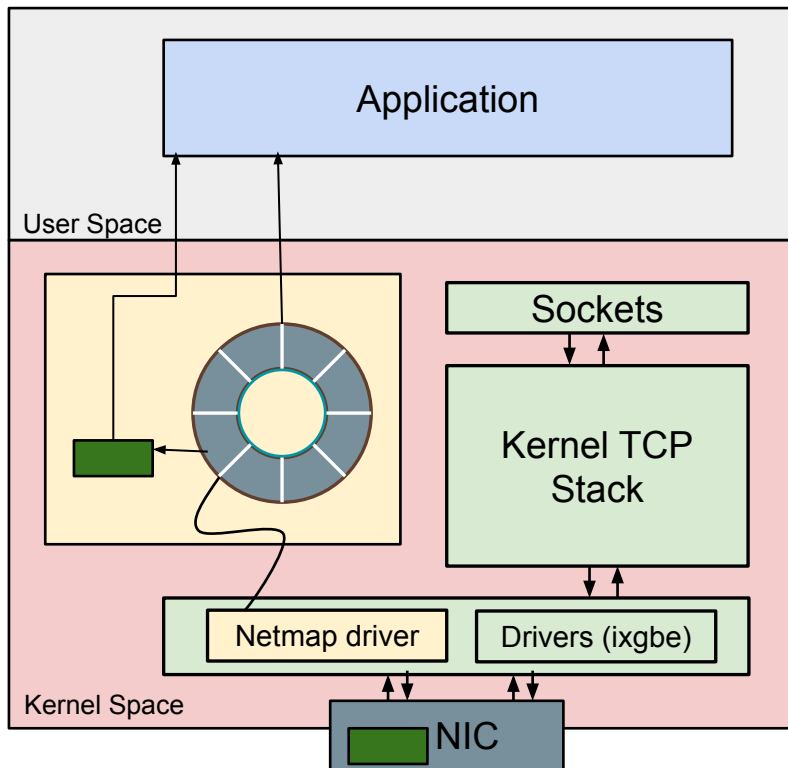 Application
User Space
Sockets
Kernel TCP
Stack
Netmap driver
Drivers (ixgbe)
Kernel Space
NIC